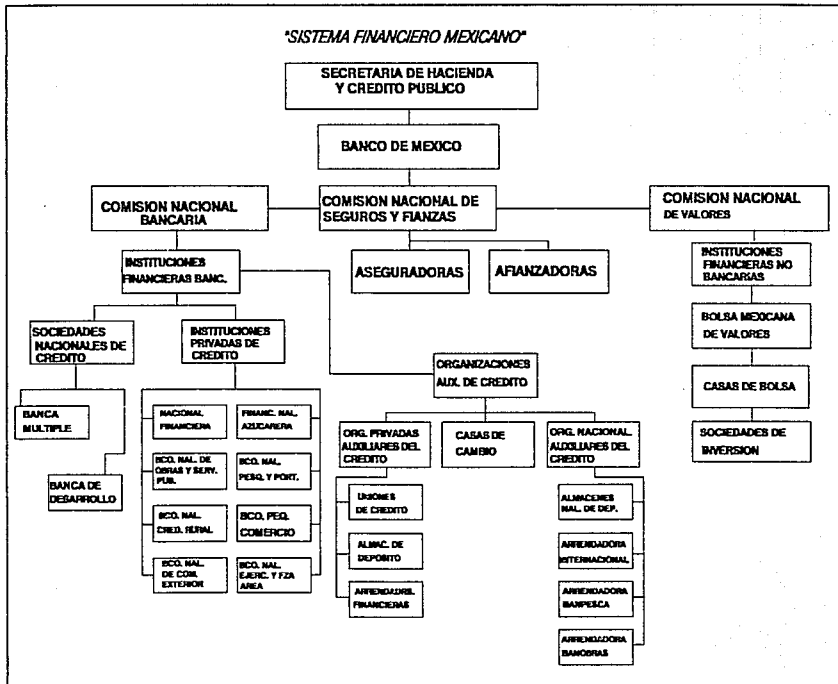 "SISTEMA FINANCIERO MEXICANO"
SECRETARIA DE HACIENDA
Y CREDITO PUBLICO
BANCO DE MEXICO
COMISION NACIONAL
BANCARIA
COMISION NACIONAL DE
SEGUROS Y FIANZAS
COMISION NACIONAL
DE VALORES
INSTITUCIONES
FINANCIERAS BANC.
ASEGURADORAS
AFIANZADORAS
INSTITUCIONES
FINANCIERAS NO
BANCARIAS
SOCIEDADES
NACIONALES DE
CREDITO
INSTITUCIONES
PRIVADAS DE
CREDITO
BOLSA MEXICANA
DE VALORES
ORGANIZACIONES
AUX. DE CREDITO
CASAS DE BOLSA
BANCA
MULTIPLE
NACIONAL
FINANCIERA
FINANC. NAL.
AZUCARERA
ORG. PRIVADAS
AUXILIARES DEL
CREDITO
CASAS DE
CAMBIO
ORG. NACIONAL.
AUXILIARES DEL
CREDITO
SOCIEDADES DE
INVERSION
BANCA DE
DESARROLLO
BCO. NAL. DE
OBRAS Y SERV.
PUB.
BCO. NAL.
PESQ. Y PORT.
UNIONES
DE CREDITO
ALMACENES
NAL. DE DEP.
BCO. NAL.
CRED. RURAL
BCO. PEQ.
COMERCIO
ALMAC. DE
DEPOSITO
ARRENDADORA
INTERNACIONAL
BCO. NAL.
DE COM.
EXTERIOR
BCO. NAL.
EJERC. Y FZA
AREA
ARRENDADRS.
FINANCIERAS
ARRENDADORA
BANPESCA
ARRENDADORA
BANOBRAS